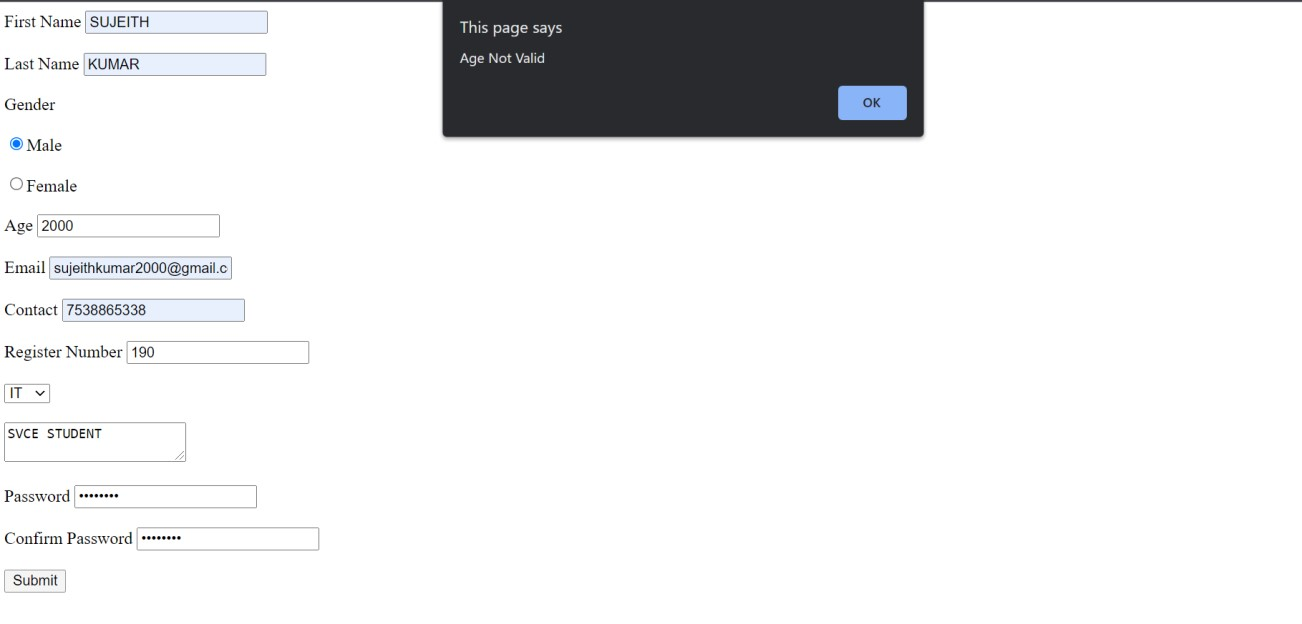 This page says
Age Not Valid
OK
First Name SUJEITH
Last Name KUMAR
Gender
Male
Female
Age 2000
Email sujeithkumar2000@gmail.c
Contact 7538865338
Register Number 190
IT
SVCE STUDENT
Password ••••••••
Confirm Password ••••••••
Submit